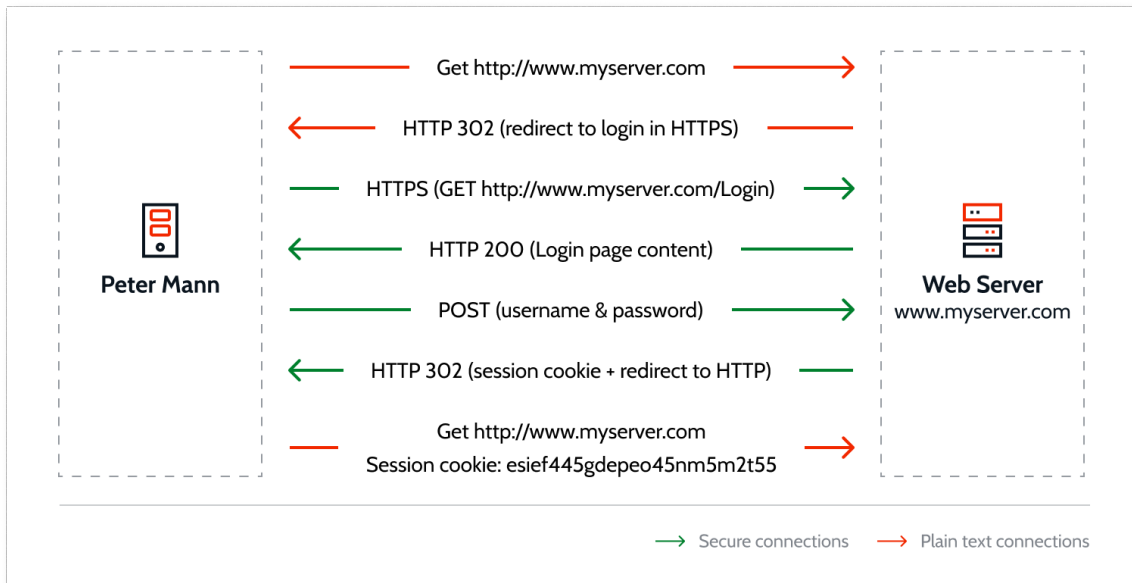 Get http://www.myserver.com
HTTP 302 (redirect to login in HTTPS)
HTTPS (GET http://www.myserver.com/Login)
HTTP 200 (Login page content)
Peter Mann
Web Server
www.myserver.com
POST (username & password)
HTTP 302 (session cookie + redirect to HTTP)
Get http://www.myserver.com
Session cookie: esief445gdepeo45nm5m2t55
Secure connections
Plain text connections